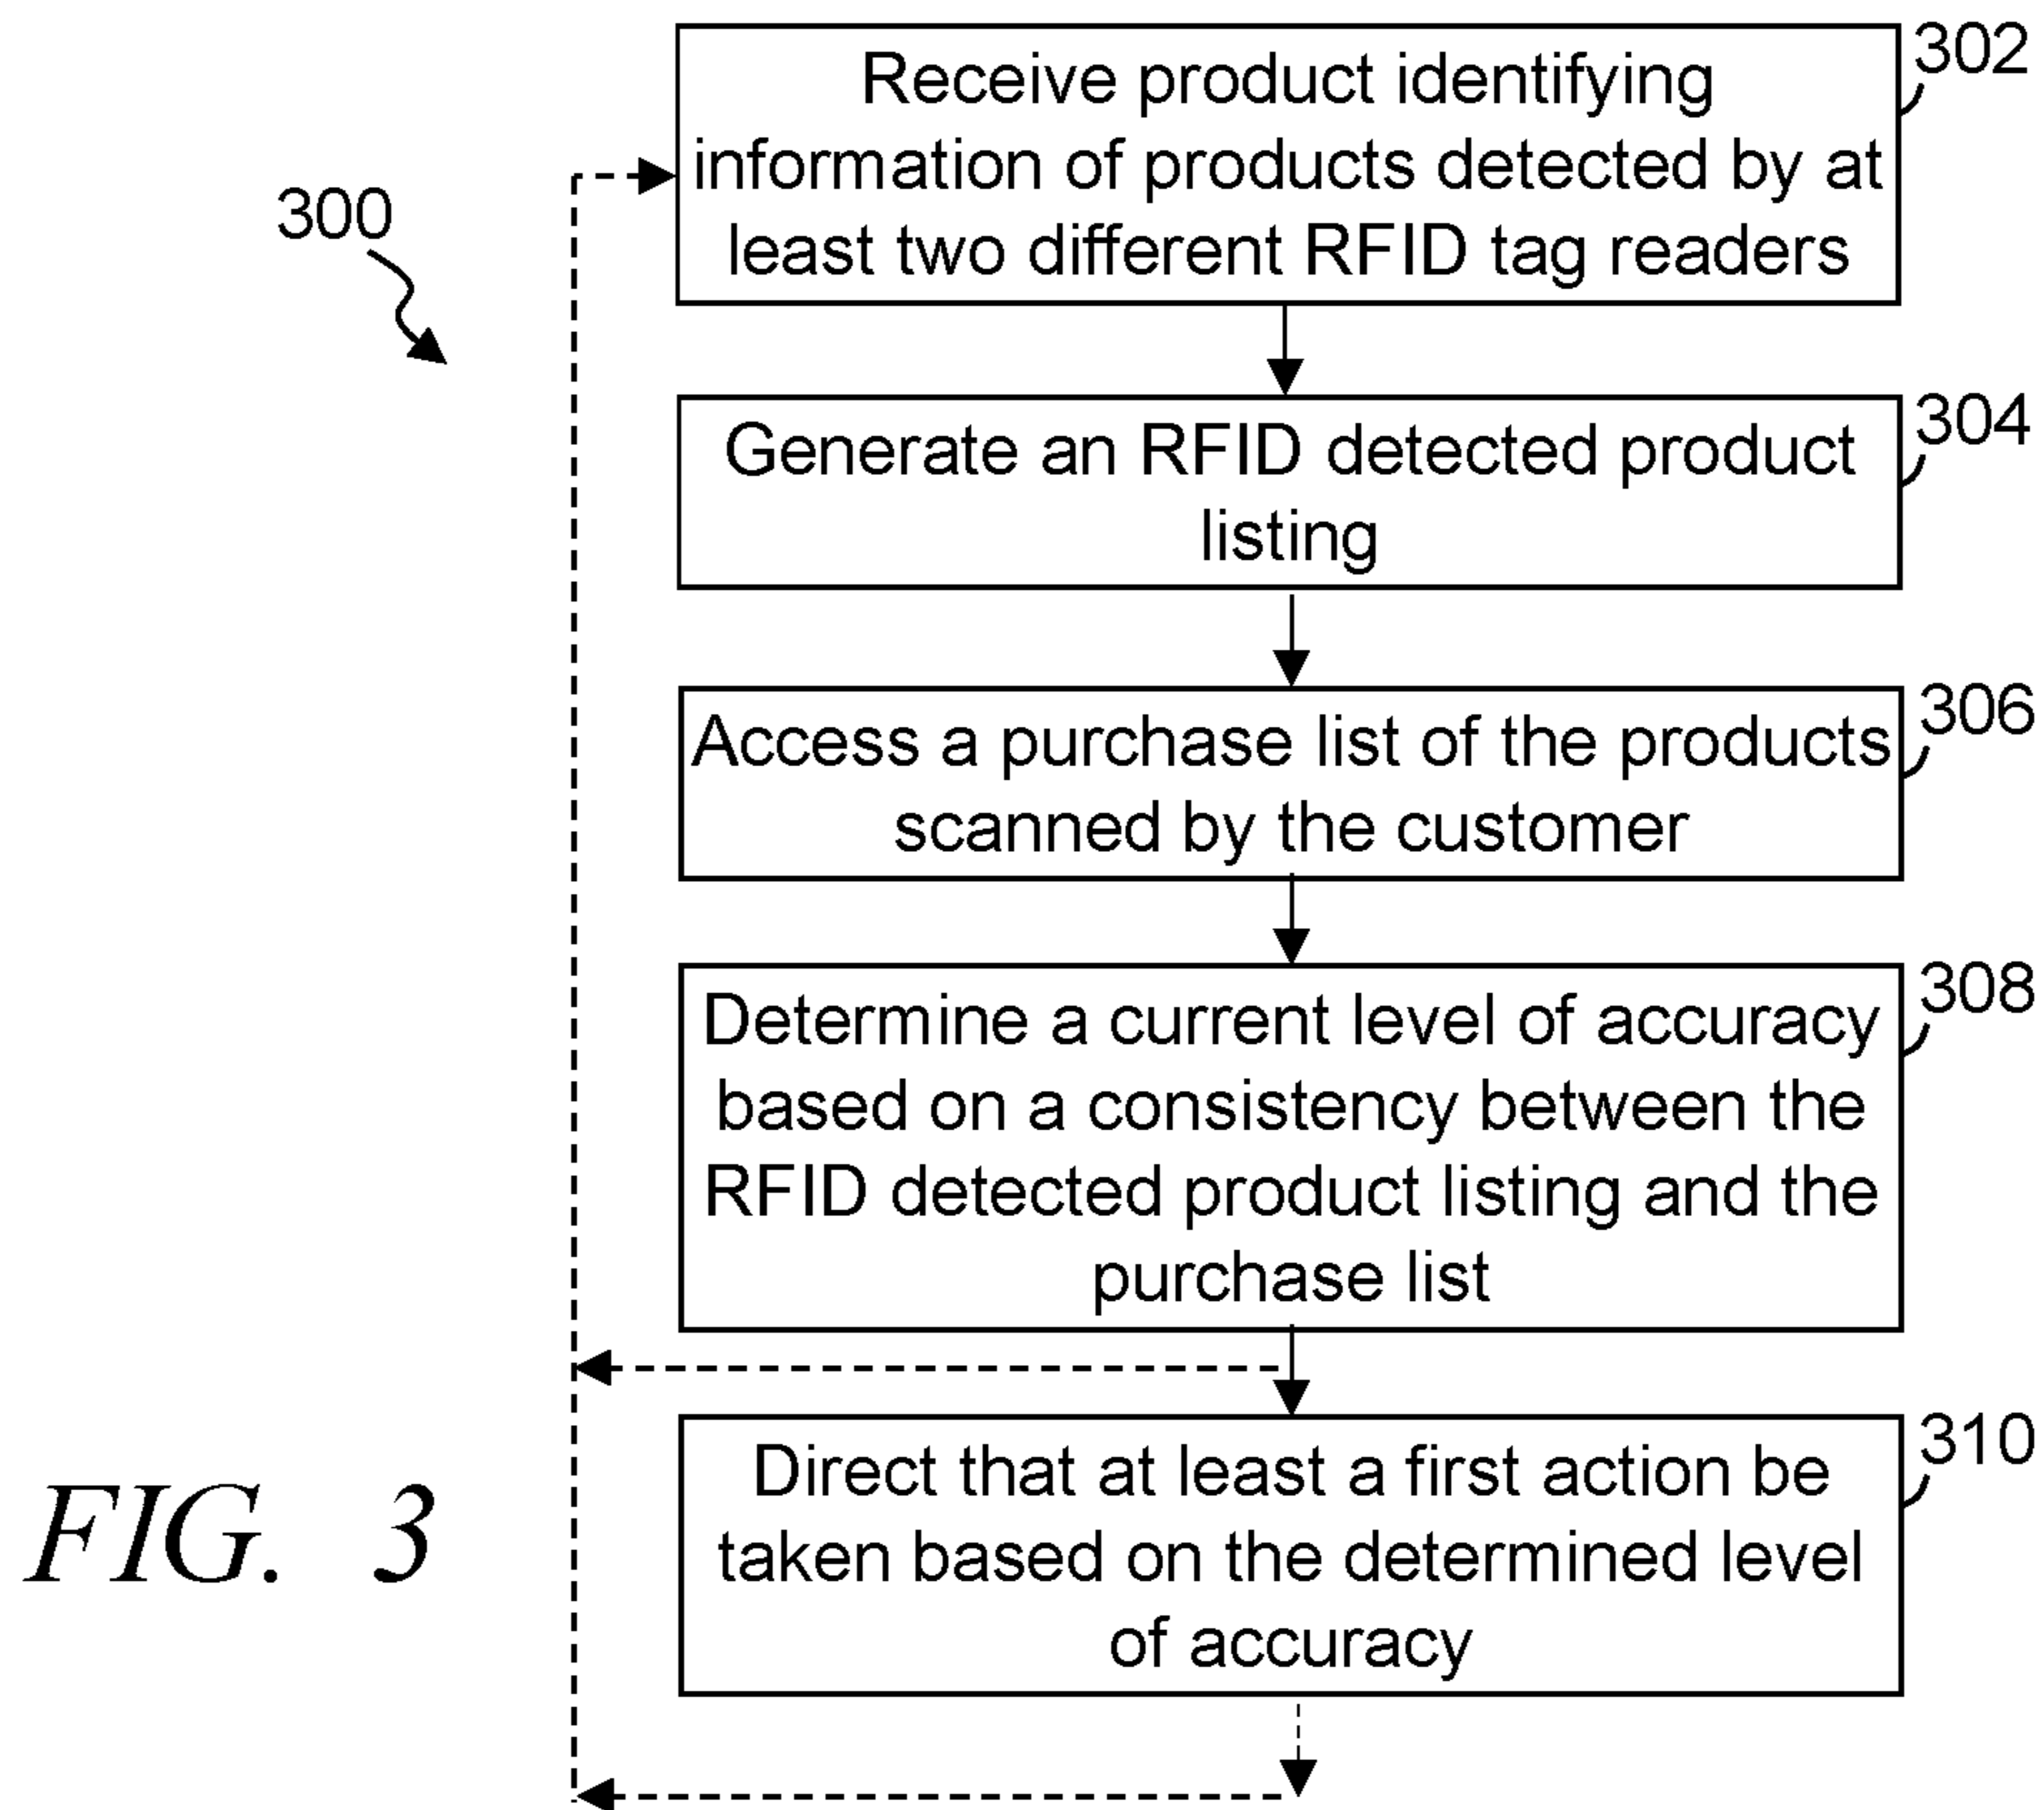 302
Receive product identifying
information of products detected by at
least two different RFID tag readers
300
304
Generate an RFID detected product
listing
306
Access a purchase list of the products
scanned by the customer
308
Determine a current level of accuracy
based on a consistency between the
RFID detected product listing and the
purchase list
310
Direct that at least a first action be
taken based on the determined level
of accuracy
FIG. 3